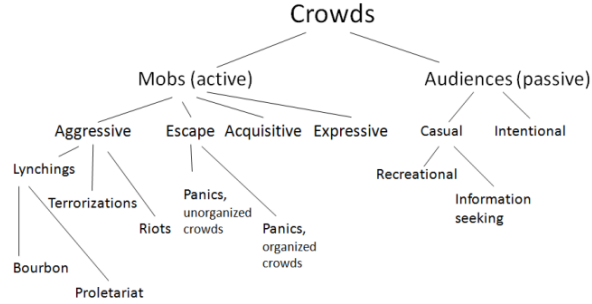 Crowds
Mobs (active)
Audiences (passive)
Aggressive
Escape
Acquisitive
Expressive
Casual
Intentional
Lynchings
Terrorizations
Riots
Panics,
unorganized
crowds
Panics,
organized
crowds
Recreational
Information
seeking
Bourbon
Proletariat